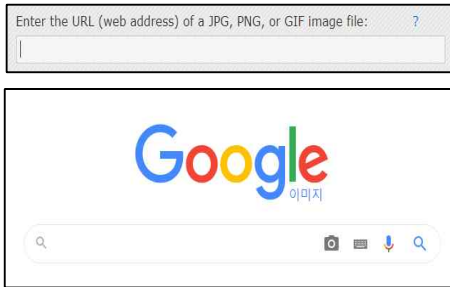 Enter the URL (web address) of a JPG, PNG, or GIF image file: ?
Google
이미지